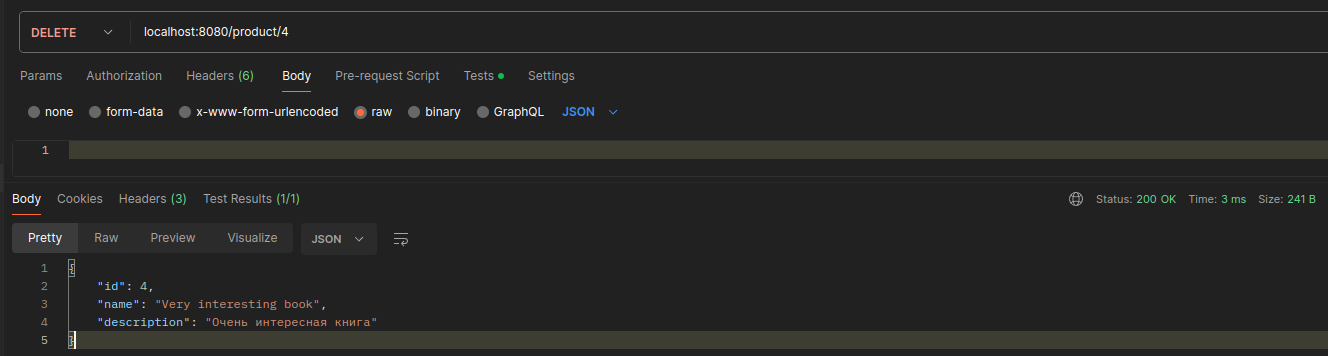 DELETE localhost:8080/product/4
Params Authorization Headers (6) Body Pre-request Script Tests Settings
none form-data x-www-form-urlencoded raw binary GraphQL JSON
1
Body Cookies Headers (3) Test Results (1/1) Status: 200 OK Time: 3 ms Size: 241 B
Pretty Raw Preview Visualize JSON
1 {
2 "id": 4,
3 "name": "Very interesting book",
4 "description": "Очень интересная книга"
5 }